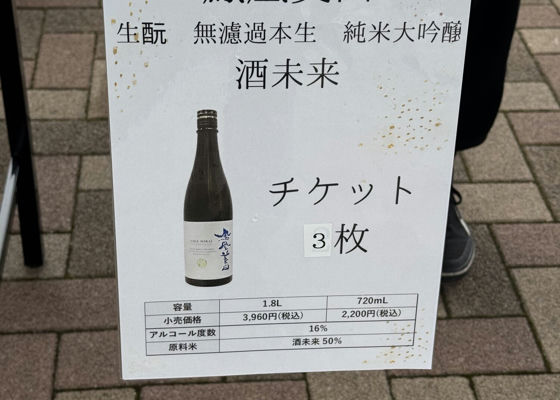 生酛　無濾過本生　純米大吟醸
酒未来
チケット
3枚
容量 1.8L 720mL
小売価格 3,960円(税込) 2,200円(税込)
アルコール度数 16%
原料米 酒未来 50%